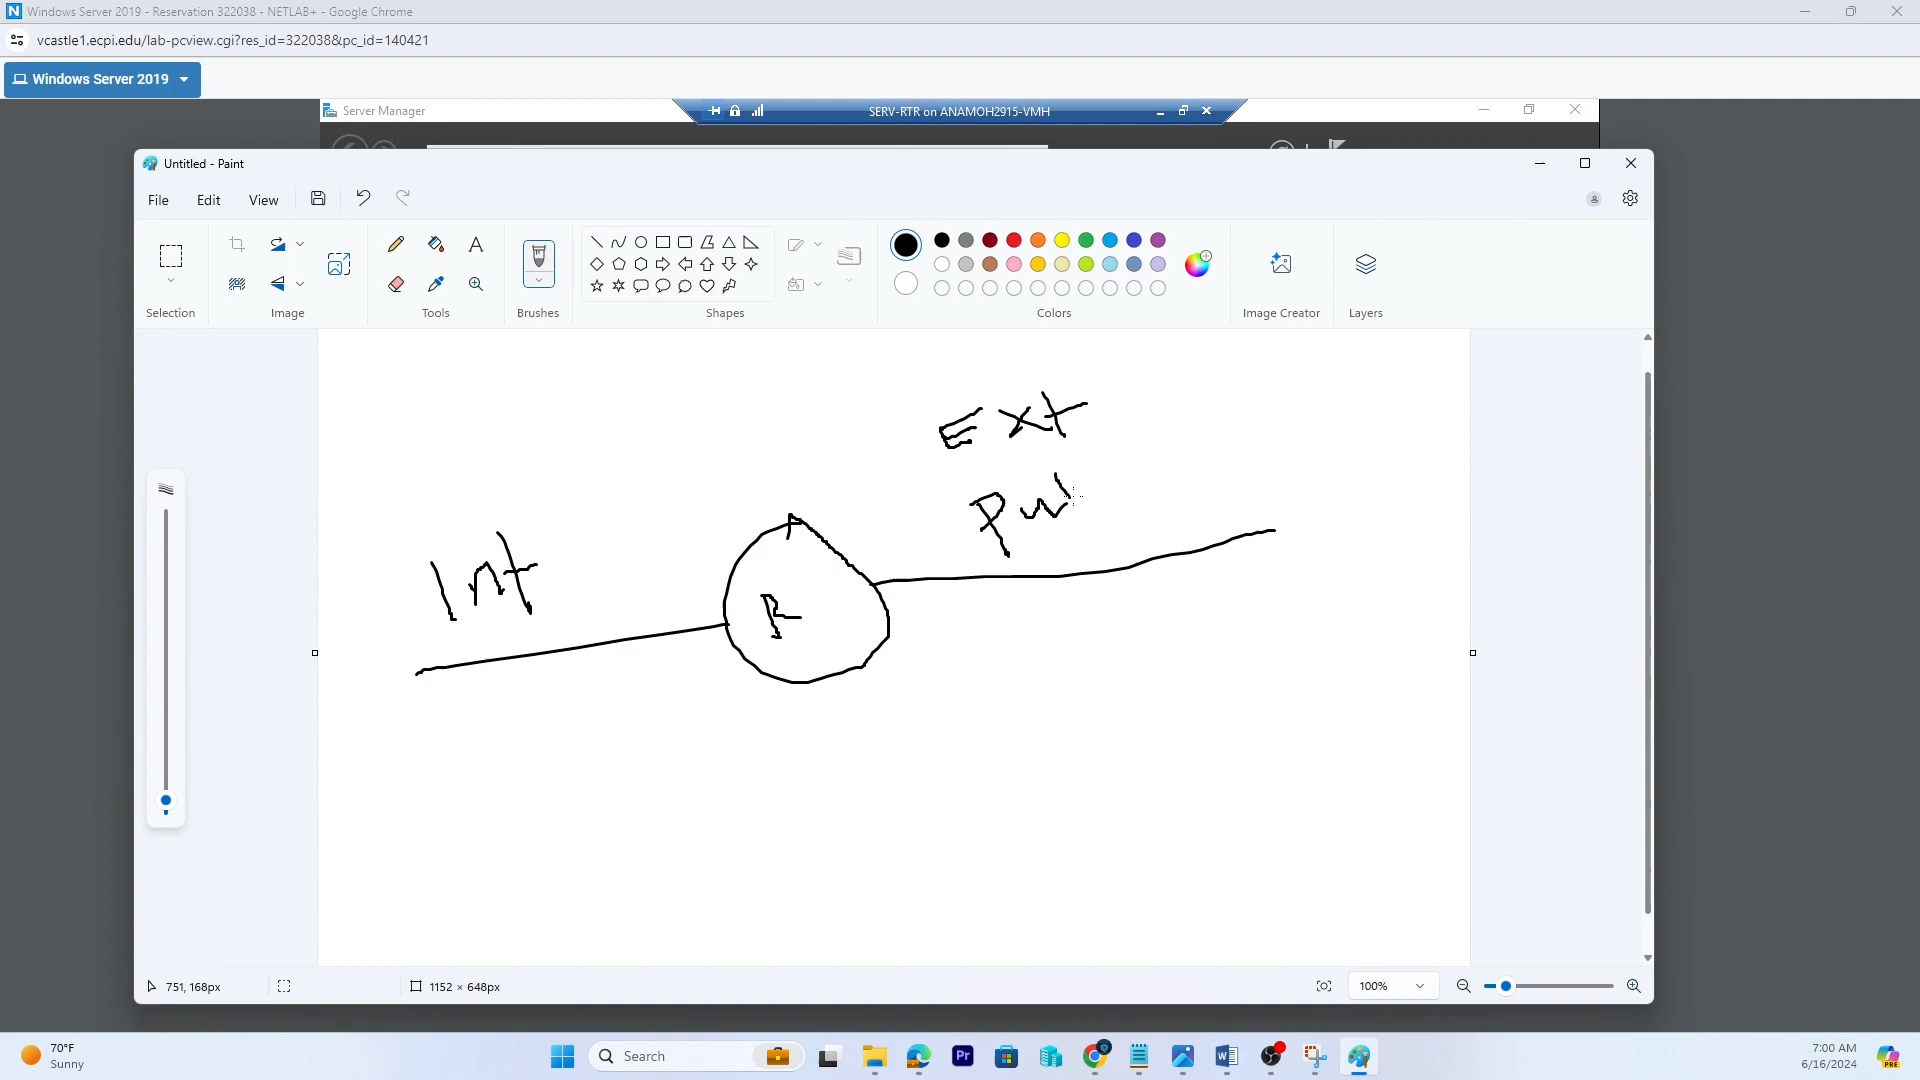 Windows Server 2019 - Reservation 322038 - NETLAB+ - Google Chrome
vcastle1.ecpi.edu/lab-pcview.cgi?res_id=322038&pc_id=140421
Windows Server 2019
Server Manager
SERV-RTR on ANAMOH2915-VMH
Untitled - Paint
File Edit View
Selection Image Tools Brushes Shapes Colors Image Creator Layers
Ext
Pub
Int
R
751, 168px
1152 × 648px
100%
70°F
Sunny
Search
Pr
PRE
7:00 AM
6/16/2024